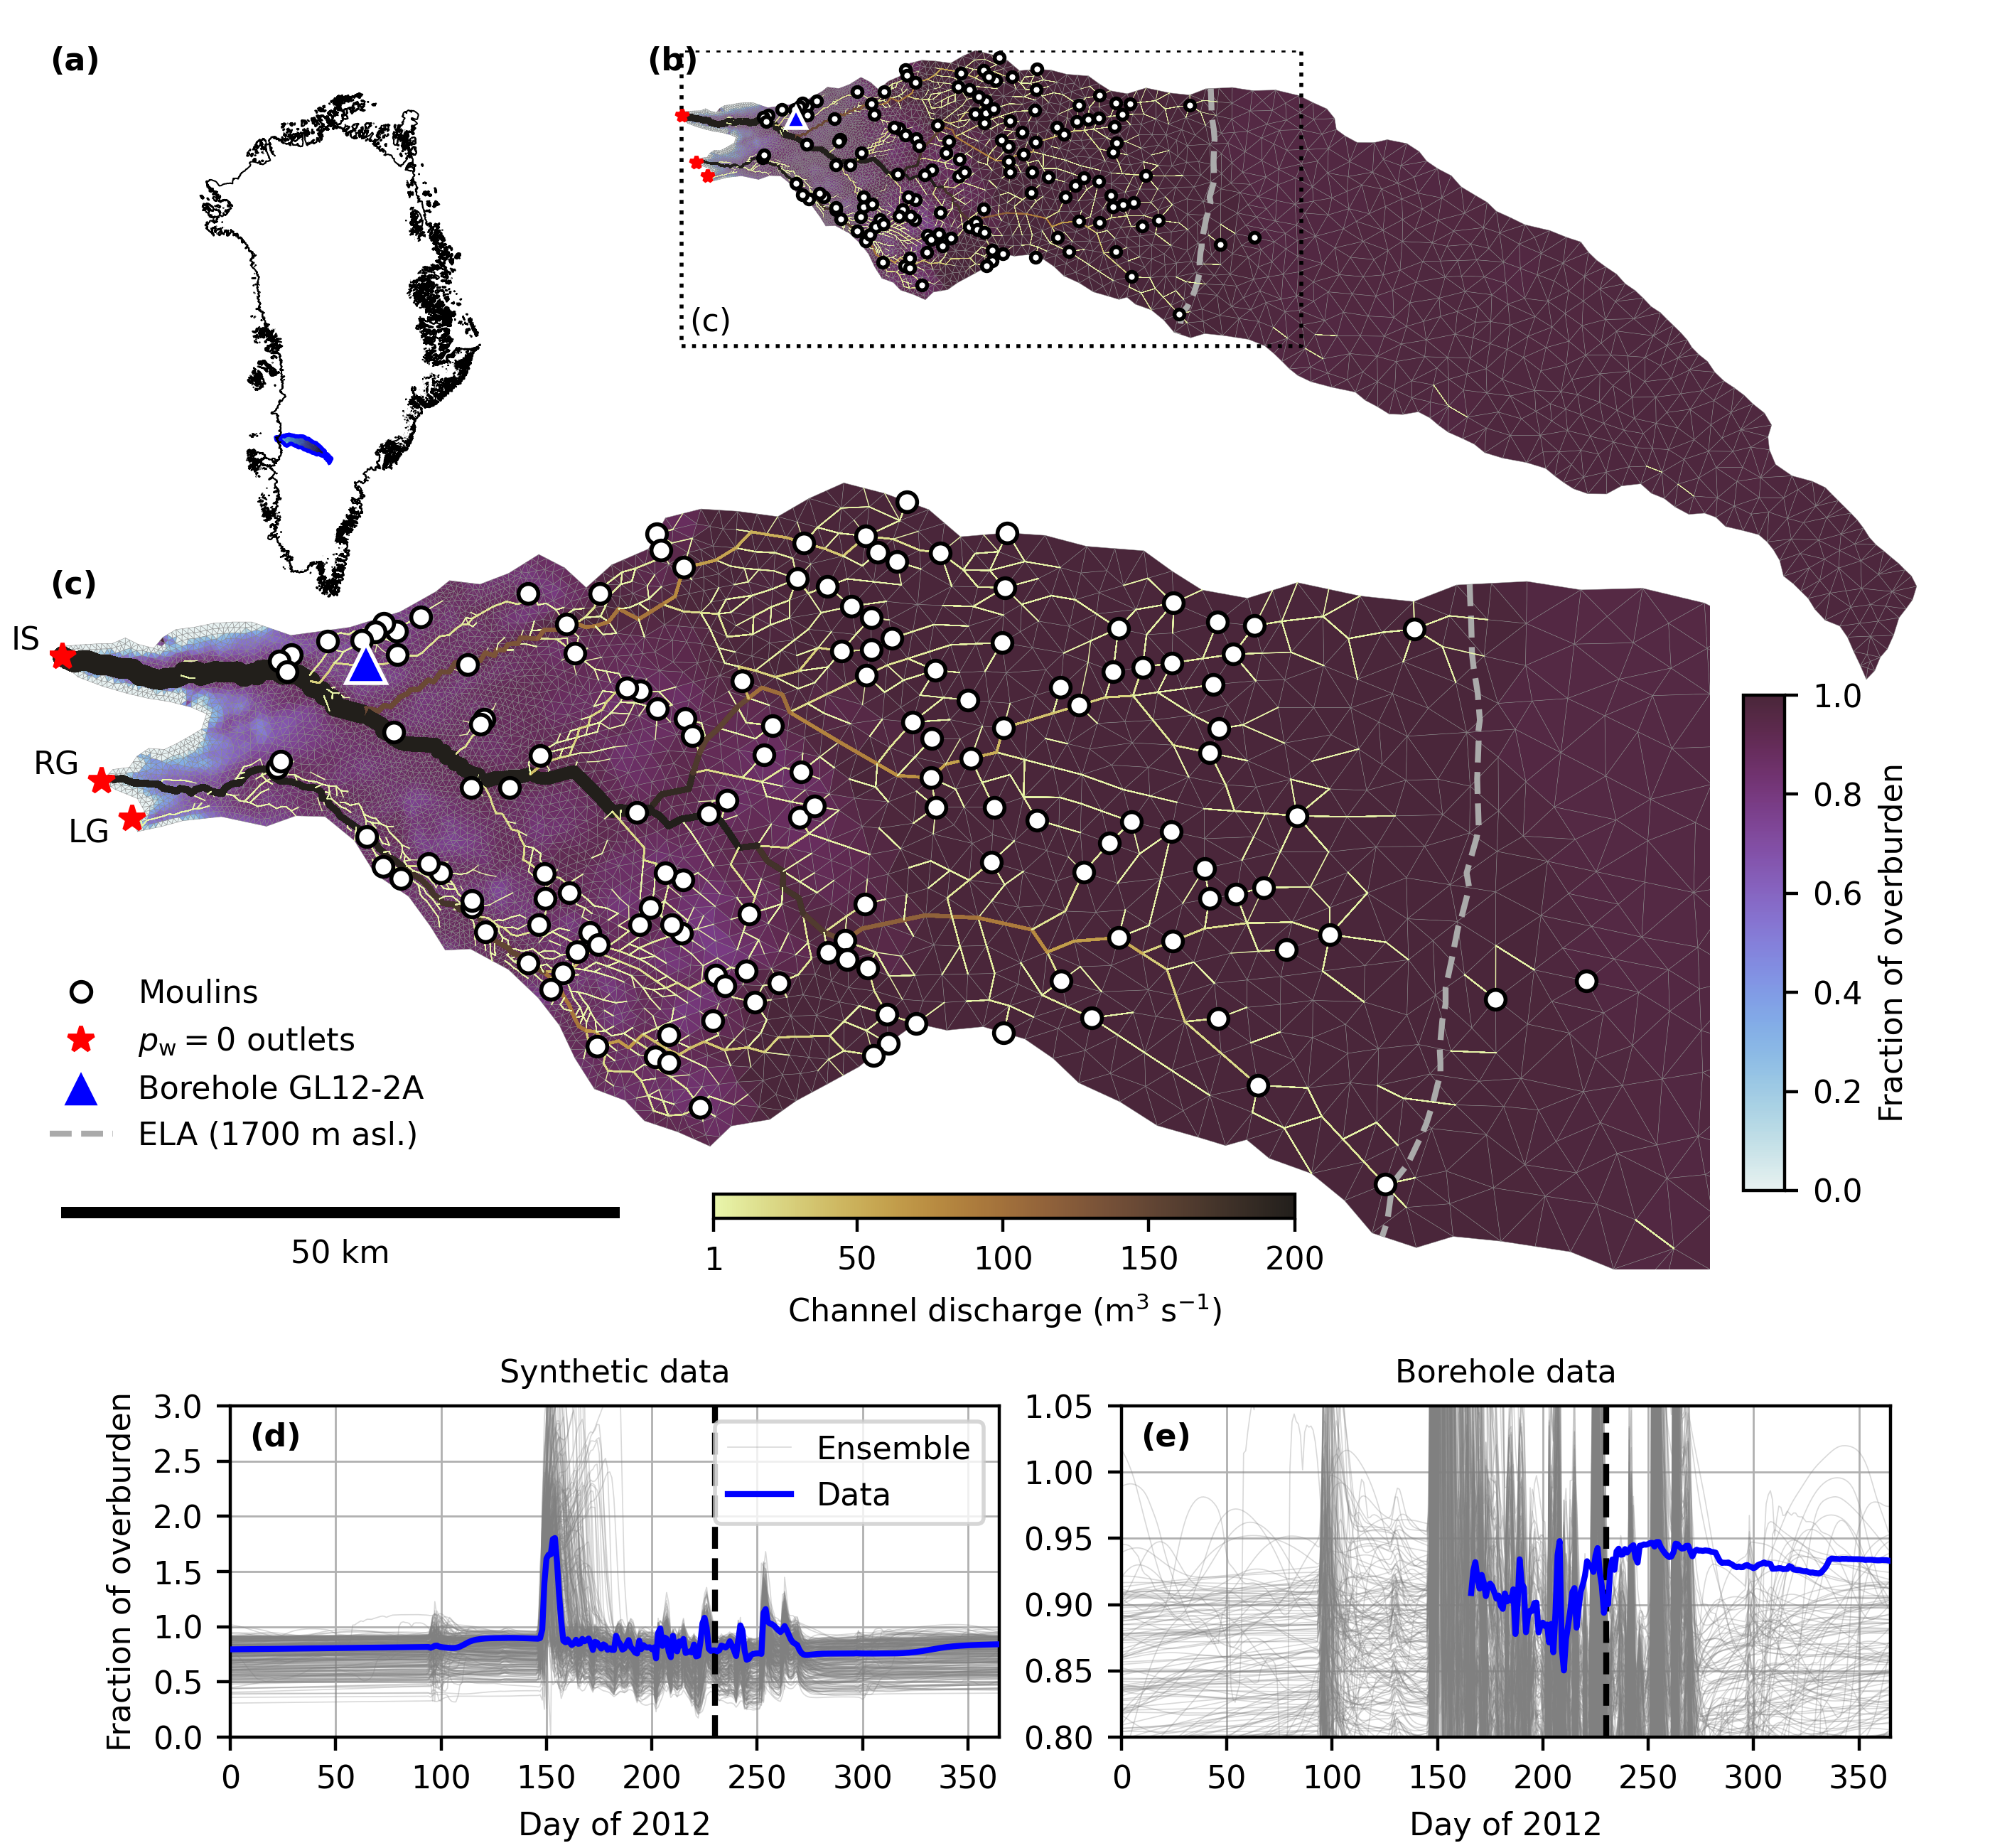 (a)
(b)
(c)
(c)
IS
RG
LG
Moulins
p_w = 0 outlets
Borehole GL12-2A
ELA (1700 m asl.)
50 km
1 50 100 150 200
Channel discharge (m³ s⁻¹)
1.0
0.8
0.6
0.4
0.2
0.0
Fraction of overburden
Synthetic data
(d)
Ensemble
Data
3.0
2.5
2.0
1.5
1.0
0.5
0.0
Fraction of overburden
0 50 100 150 200 250 300 350
Day of 2012
Borehole data
(e)
1.05
1.00
0.95
0.90
0.85
0.80
0 50 100 150 200 250 300 350
Day of 2012